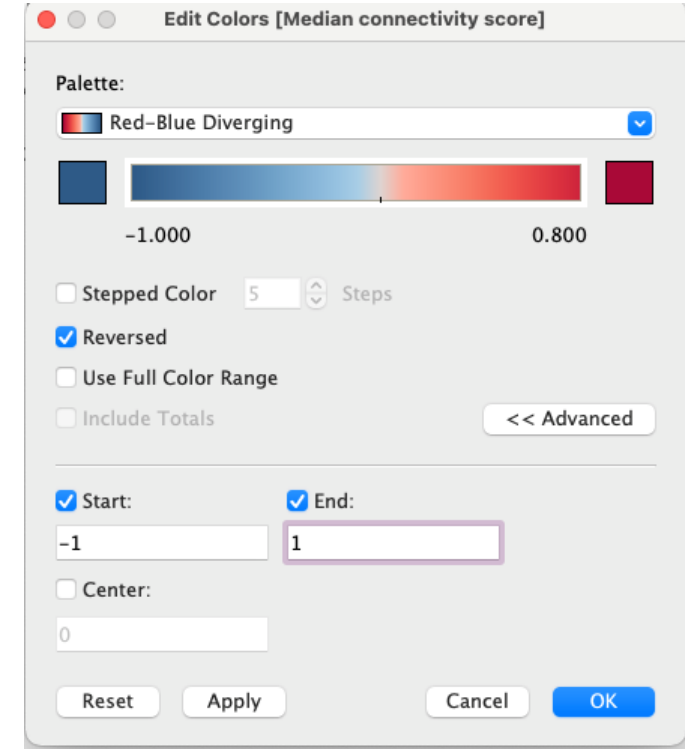 Edit Colors [Median connectivity score]
Palette:
Red-Blue Diverging
-1.000 0.800
Stepped Color 5 Steps
Reversed
Use Full Color Range
Include Totals << Advanced
Start: End:
-1 1
Center:
0
Reset Apply Cancel OK